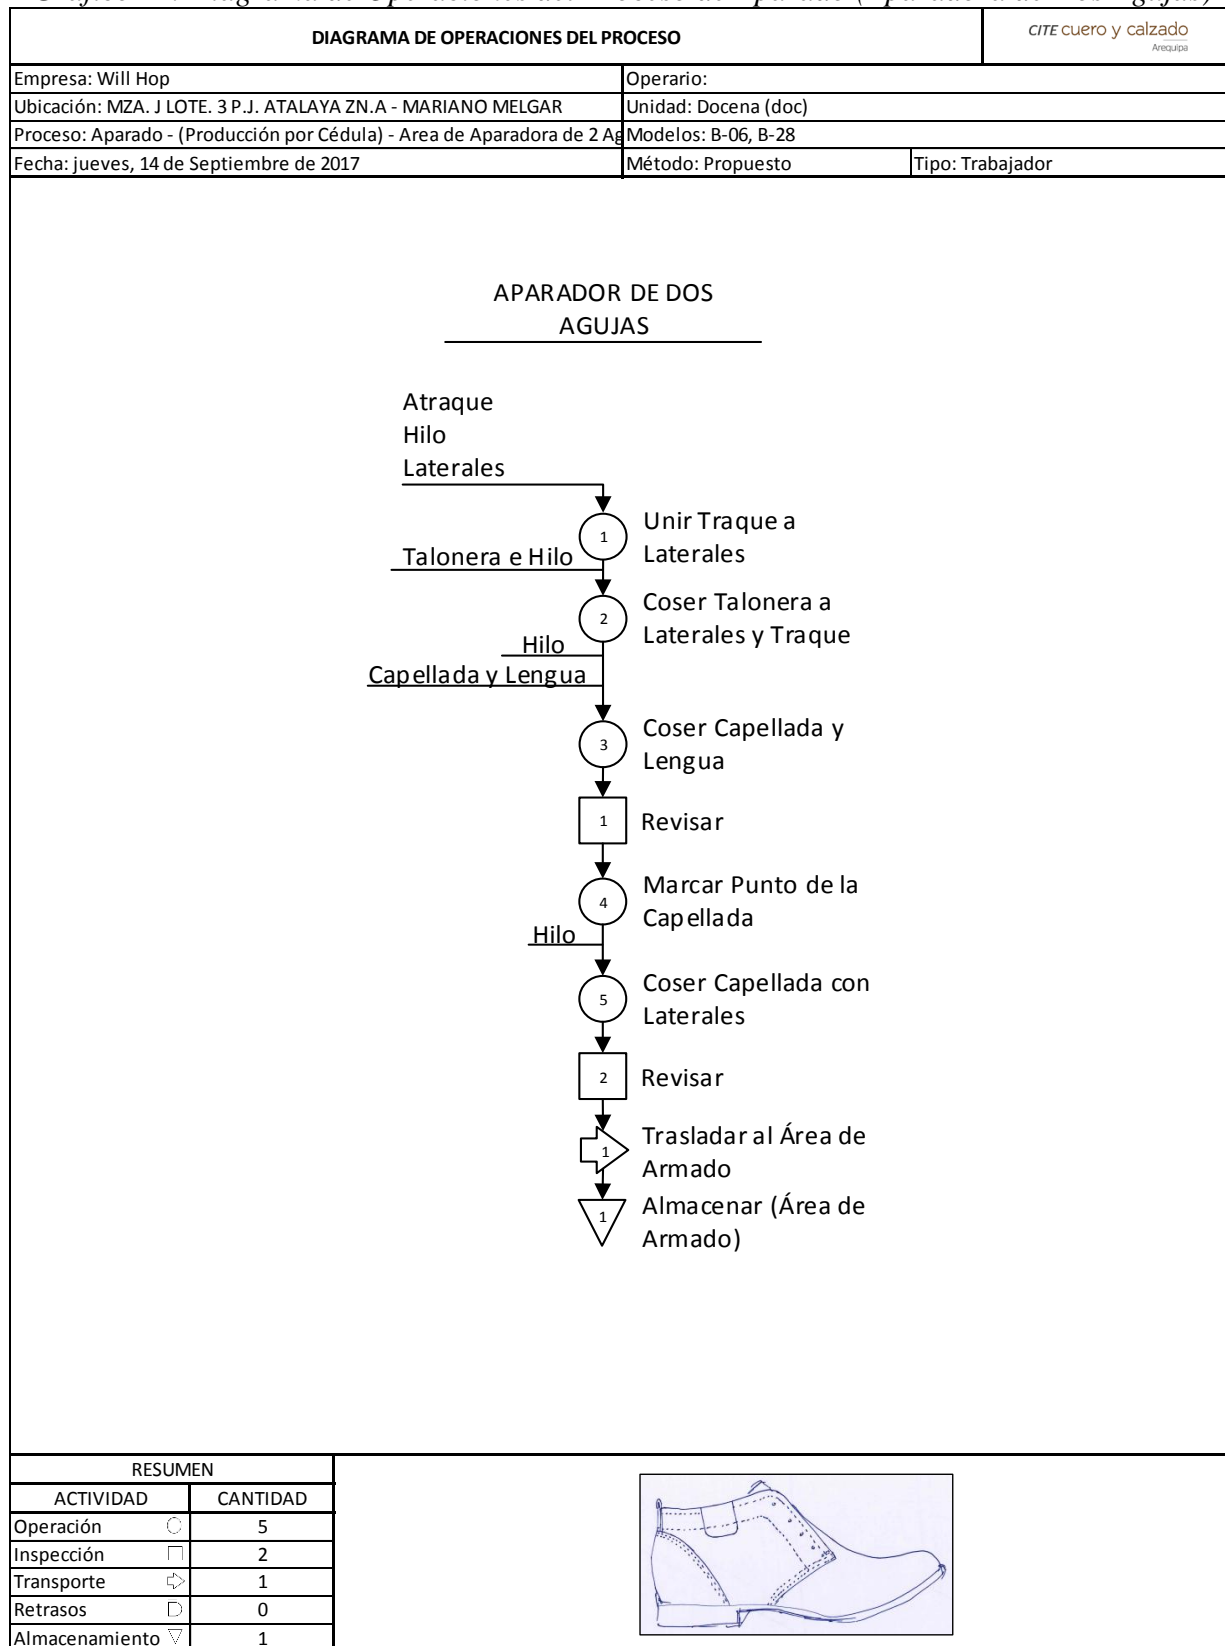 DIAGRAMA DE OPERACIONES DEL PROCESO
CITE cuero y calzado
Arequipa
Empresa: Will Hop
Operario:
Ubicación: MZA. J LOTE. 3 P.J. ATALAYA ZN.A - MARIANO MELGAR
Unidad: Docena (doc)
Proceso: Aparado - (Producción por Cédula) - Area de Aparadora de 2 Ag
Modelos: B-06, B-28
Fecha: jueves, 14 de Septiembre de 2017
Método: Propuesto
Tipo: Trabajador
APARADOR DE DOS
AGUJAS
Atraque
Hilo
Laterales
1
Unir Traque a
Laterales
Talonera e Hilo
2
Coser Talonera a
Laterales y Traque
Hilo
Capellada y Lengua
3
Coser Capellada y
Lengua
1
Revisar
4
Marcar Punto de la
Capellada
Hilo
5
Coser Capellada con
Laterales
2
Revisar
1
Trasladar al Área de
Armado
1
Almacenar (Área de
Armado)
RESUMEN
ACTIVIDAD CANTIDAD
Operación 5
Inspección 2
Transporte 1
Retrasos 0
Almacenamiento 1